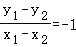 (y₁ - y₂)/(x₁ - x₂) = -1